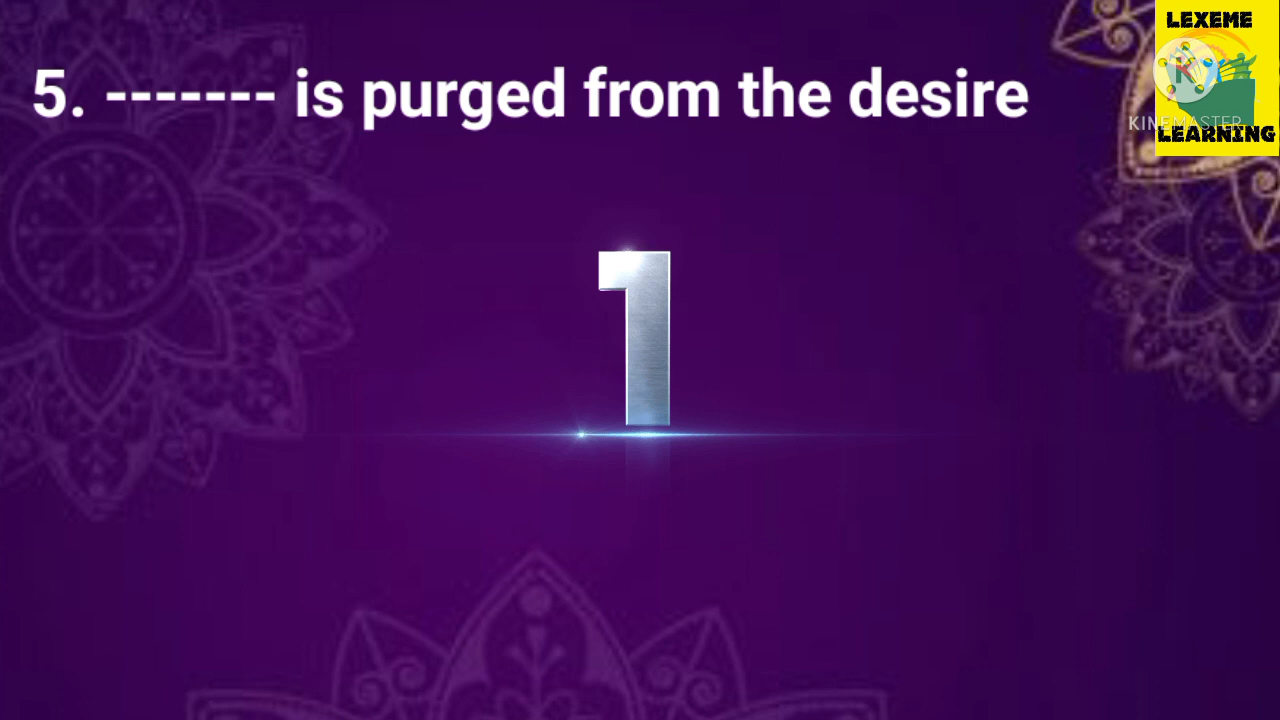 LEXEME
5. ------- is purged from the desire
K
KINEMASTER
LEARNING
1